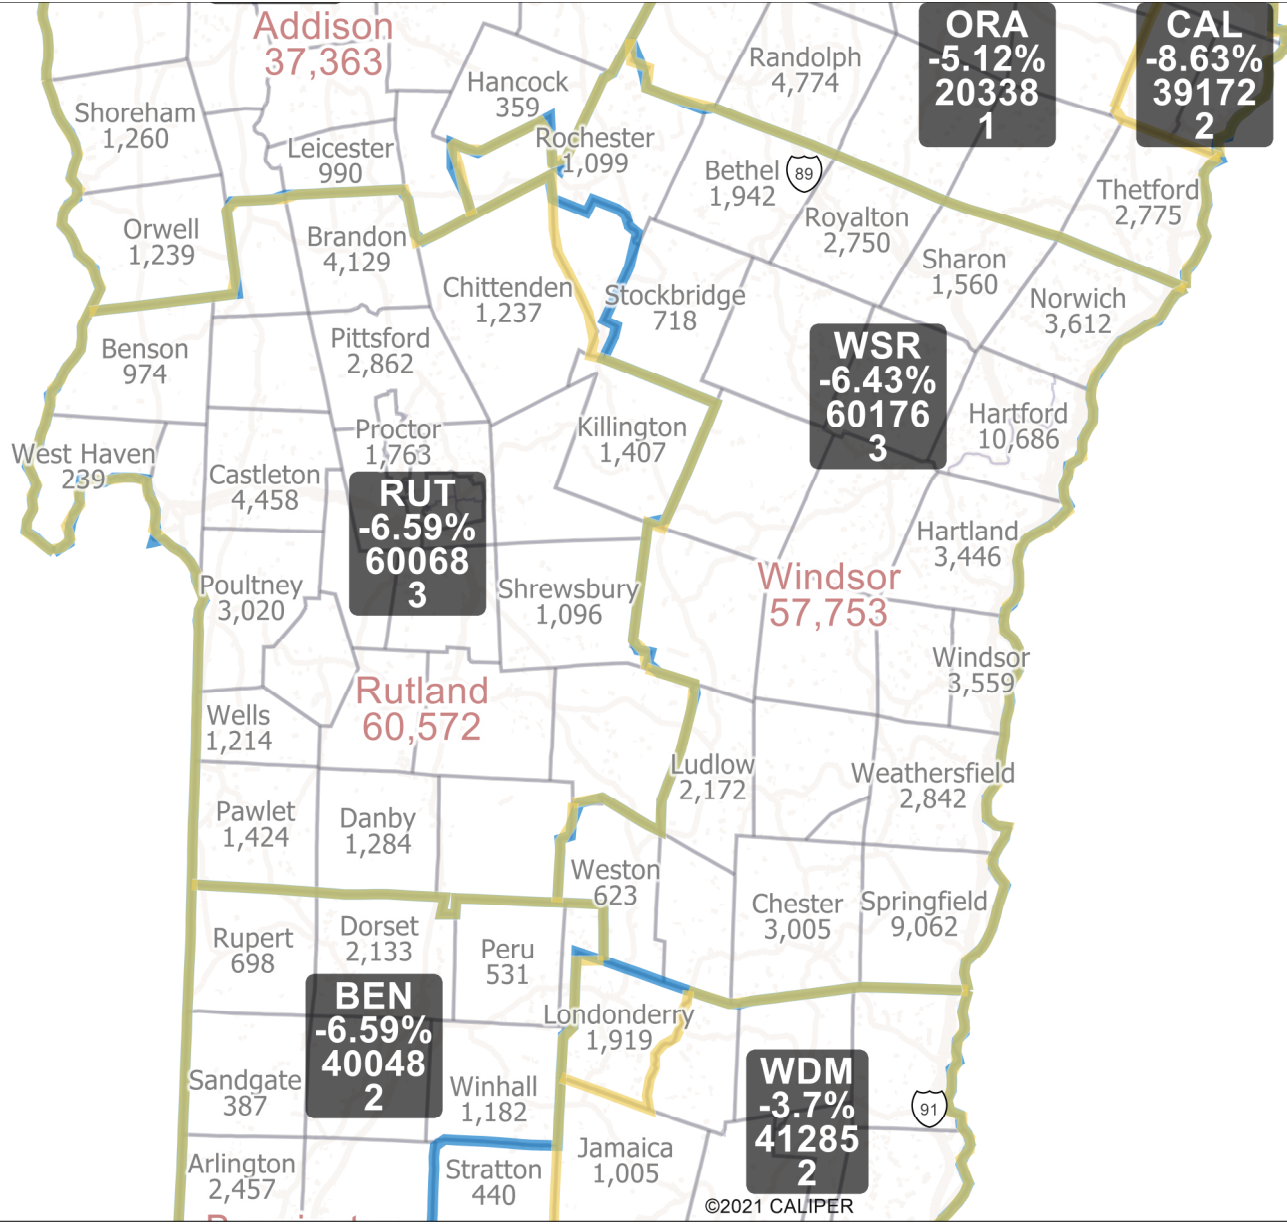 Addison
37,363
ORA
-5.12%
20338
1
CAL
-8.63%
39172
2
Randolph
4,774
Hancock
359
Shoreham
1,260
Rochester
1,099
Leicester
990
Bethel
1,942
89
Thetford
2,775
Royalton
2,750
Orwell
1,239
Brandon
4,129
Sharon
1,560
Chittenden
1,237
Stockbridge
718
Norwich
3,612
Benson
974
Pittsford
2,862
WSR
-6.43%
60176
3
Hartford
10,686
Killington
1,407
Proctor
1,763
West Haven
239
Castleton
4,458
RUT
-6.59%
60068
3
Hartland
3,446
Poultney
3,020
Shrewsbury
1,096
Windsor
57,753
Windsor
3,559
Rutland
60,572
Wells
1,214
Ludlow
2,172
Weathersfield
2,842
Pawlet
1,424
Danby
1,284
Weston
623
Chester
3,005
Springfield
9,062
Rupert
698
Dorset
2,133
Peru
531
BEN
-6.59%
40048
2
Londonderry
1,919
Sandgate
387
Winhall
1,182
WDM
-3.7%
41285
2
91
Jamaica
1,005
Arlington
2,457
Stratton
440
©2021 CALIPER